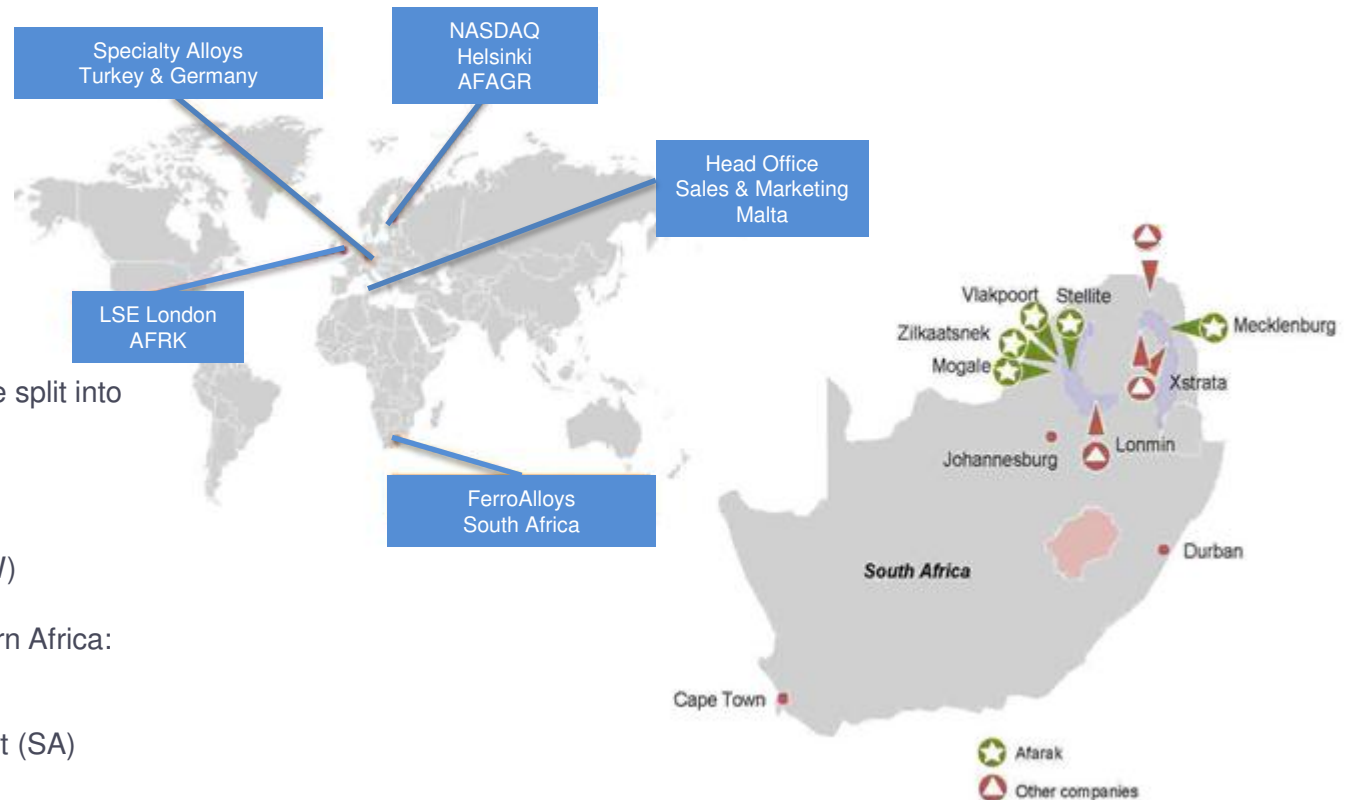 Specialty Alloys
Turkey & Germany
NASDAQ
Helsinki
AFAGR
Head Office
Sales & Marketing
Malta
LSE London
AFRK
e split into
FerroAlloys
South Africa
rn Africa:
t (SA)
Vlakpoort
Stellite
Zilkaatsnek
Mecklenburg
Mogale
Xstrata
Lonmin
Johannesburg
Durban
South Africa
Cape Town
Afarak
Other companies